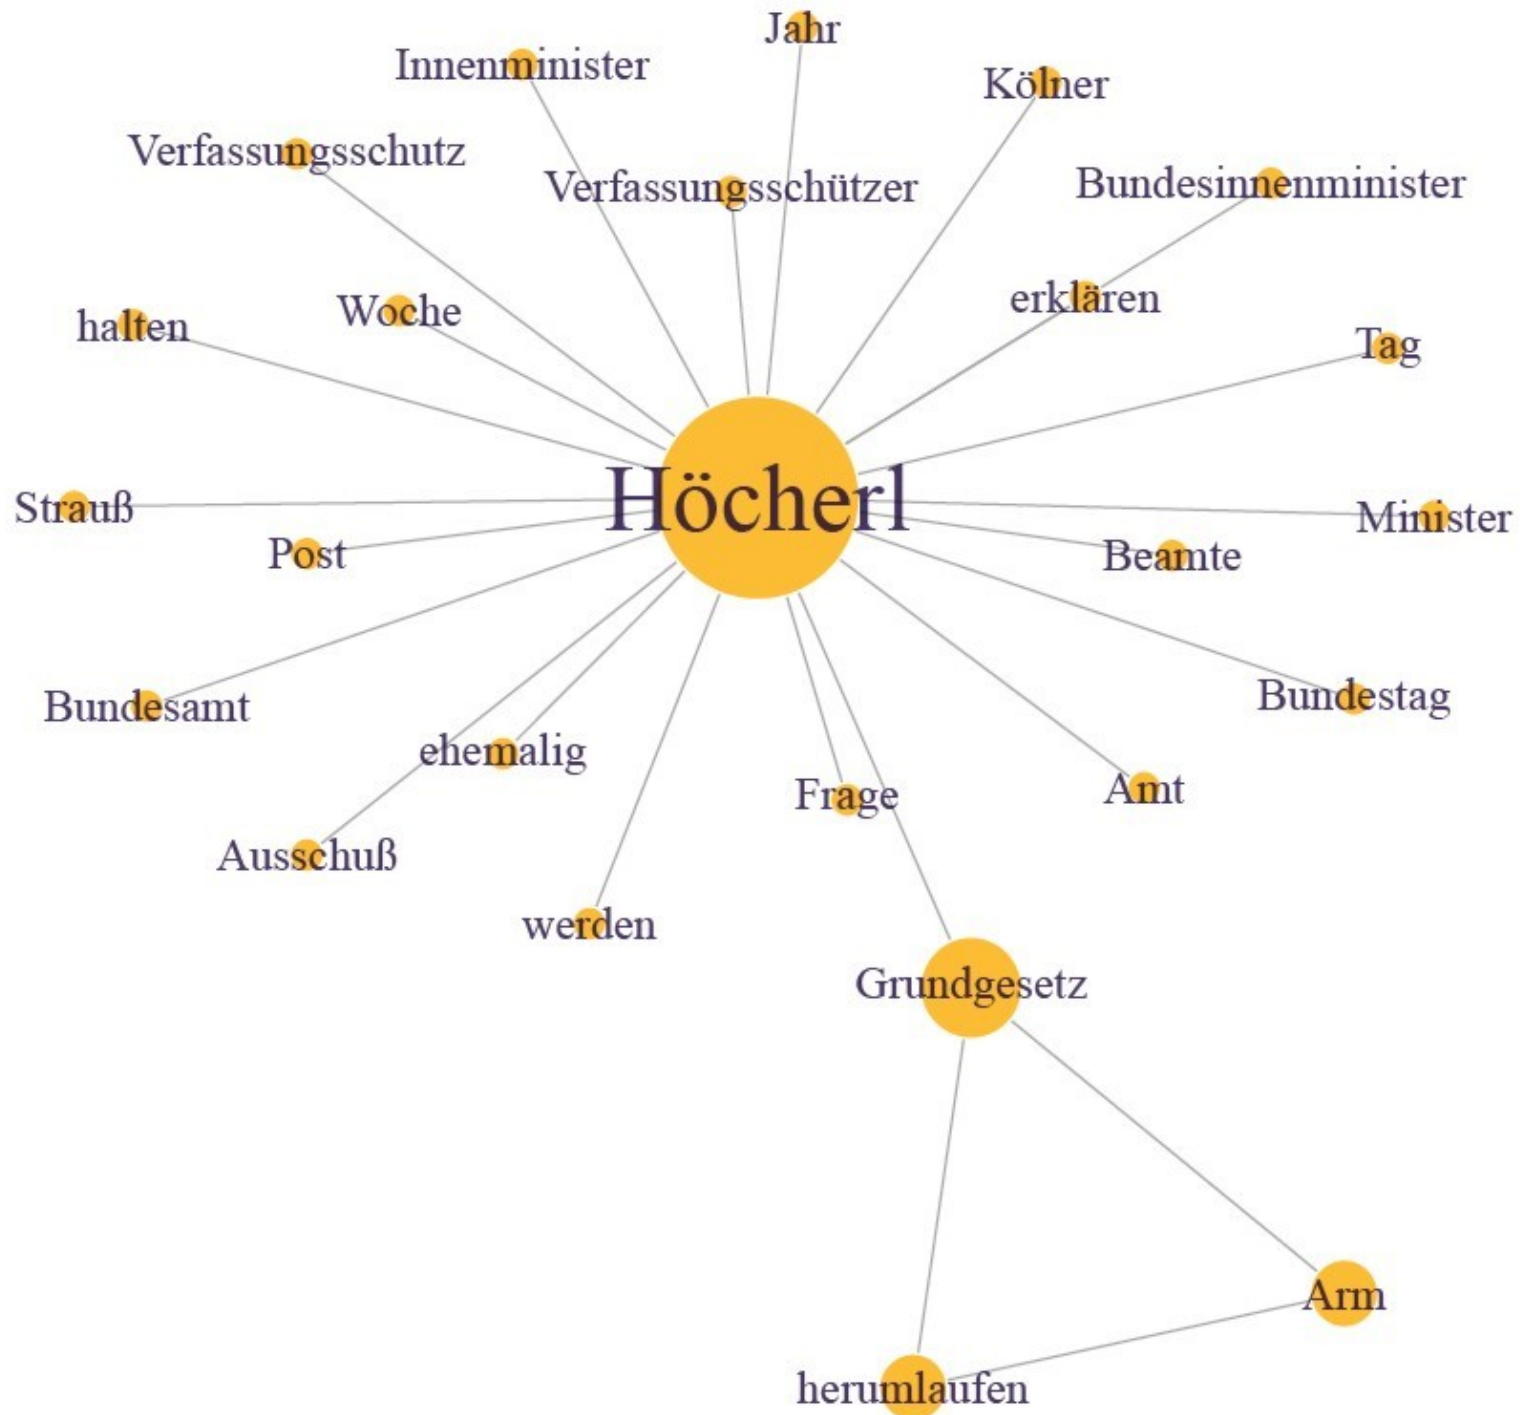 Jahr
Innenminister
Kölner
Verfassungsschutz
Verfassungsschützer
Bundesinnenminister
Woche
erklären
halten
Tag
Höcherl
Strauß
Minister
Post
Beamte
Bundesamt
Bundestag
ehemalig
Frage
Amt
Ausschuß
werden
Grundgesetz
Arm
herumlaufen